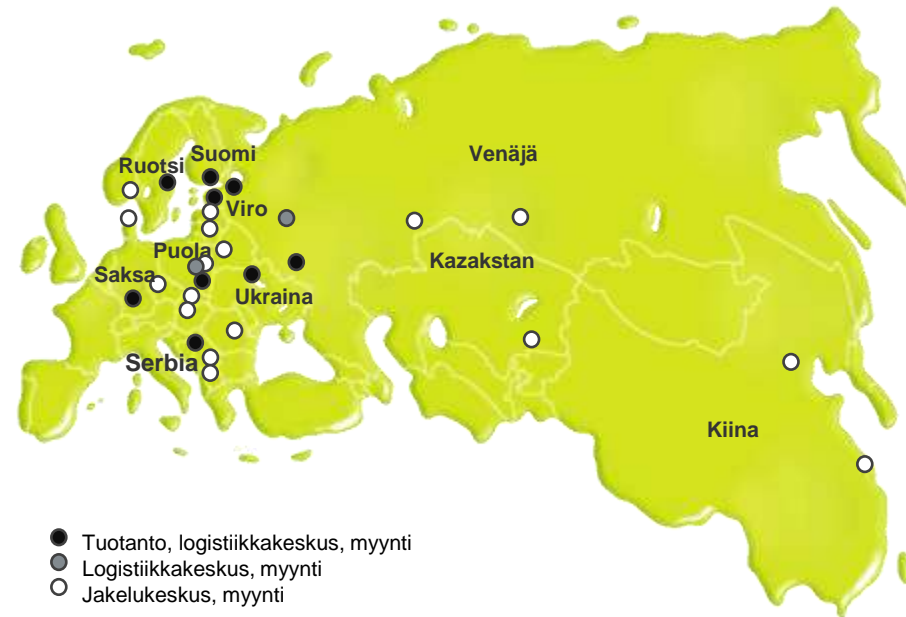 Suomi
Ruotsi
Venäjä
Viro
Puola
Kazakstan
Saksa
Ukraina
Serbia
Kiina
Tuotanto, logistiikkakeskus, myynti
Logistiikkakeskus, myynti
Jakelukeskus, myynti